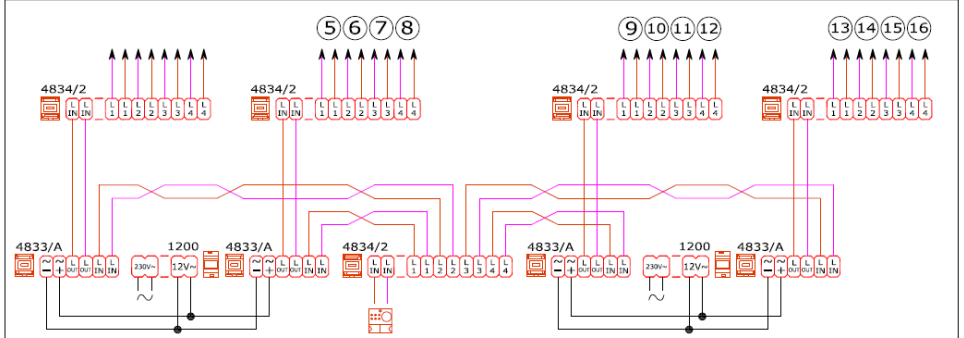 ⑤ ⑥ ⑦ ⑧ ⑨ ⑩ ⑪ ⑫ ⑬ ⑭ ⑮ ⑯
4834/2 4834/2 4834/2 4834/2
L IN L IN L 1 L 1 L 2 L 2 L 3 L 3 L 4 L 4 L IN L IN L 1 L 1 L 2 L 2 L 3 L 3 L 4 L 4 L IN L IN L 1 L 1 L 2 L 2 L 3 L 3 L 4 L 4 L IN L IN L 1 L 1 L 2 L 2 L 3 L 3 L 4 L 4
4833/A 1200 4833/A 4834/2 4833/A 1200 4833/A
~ − ~ + L OUT L OUT L IN L IN 230V~ 12V~ ~ − ~ + L OUT L OUT L IN L IN L IN L IN L 1 L 1 L 2 L 2 L 3 L 3 L 4 L 4 ~ − ~ + L OUT L OUT L IN L IN 230V~ 12V~ ~ − ~ + L OUT L OUT L IN L IN
~ ~